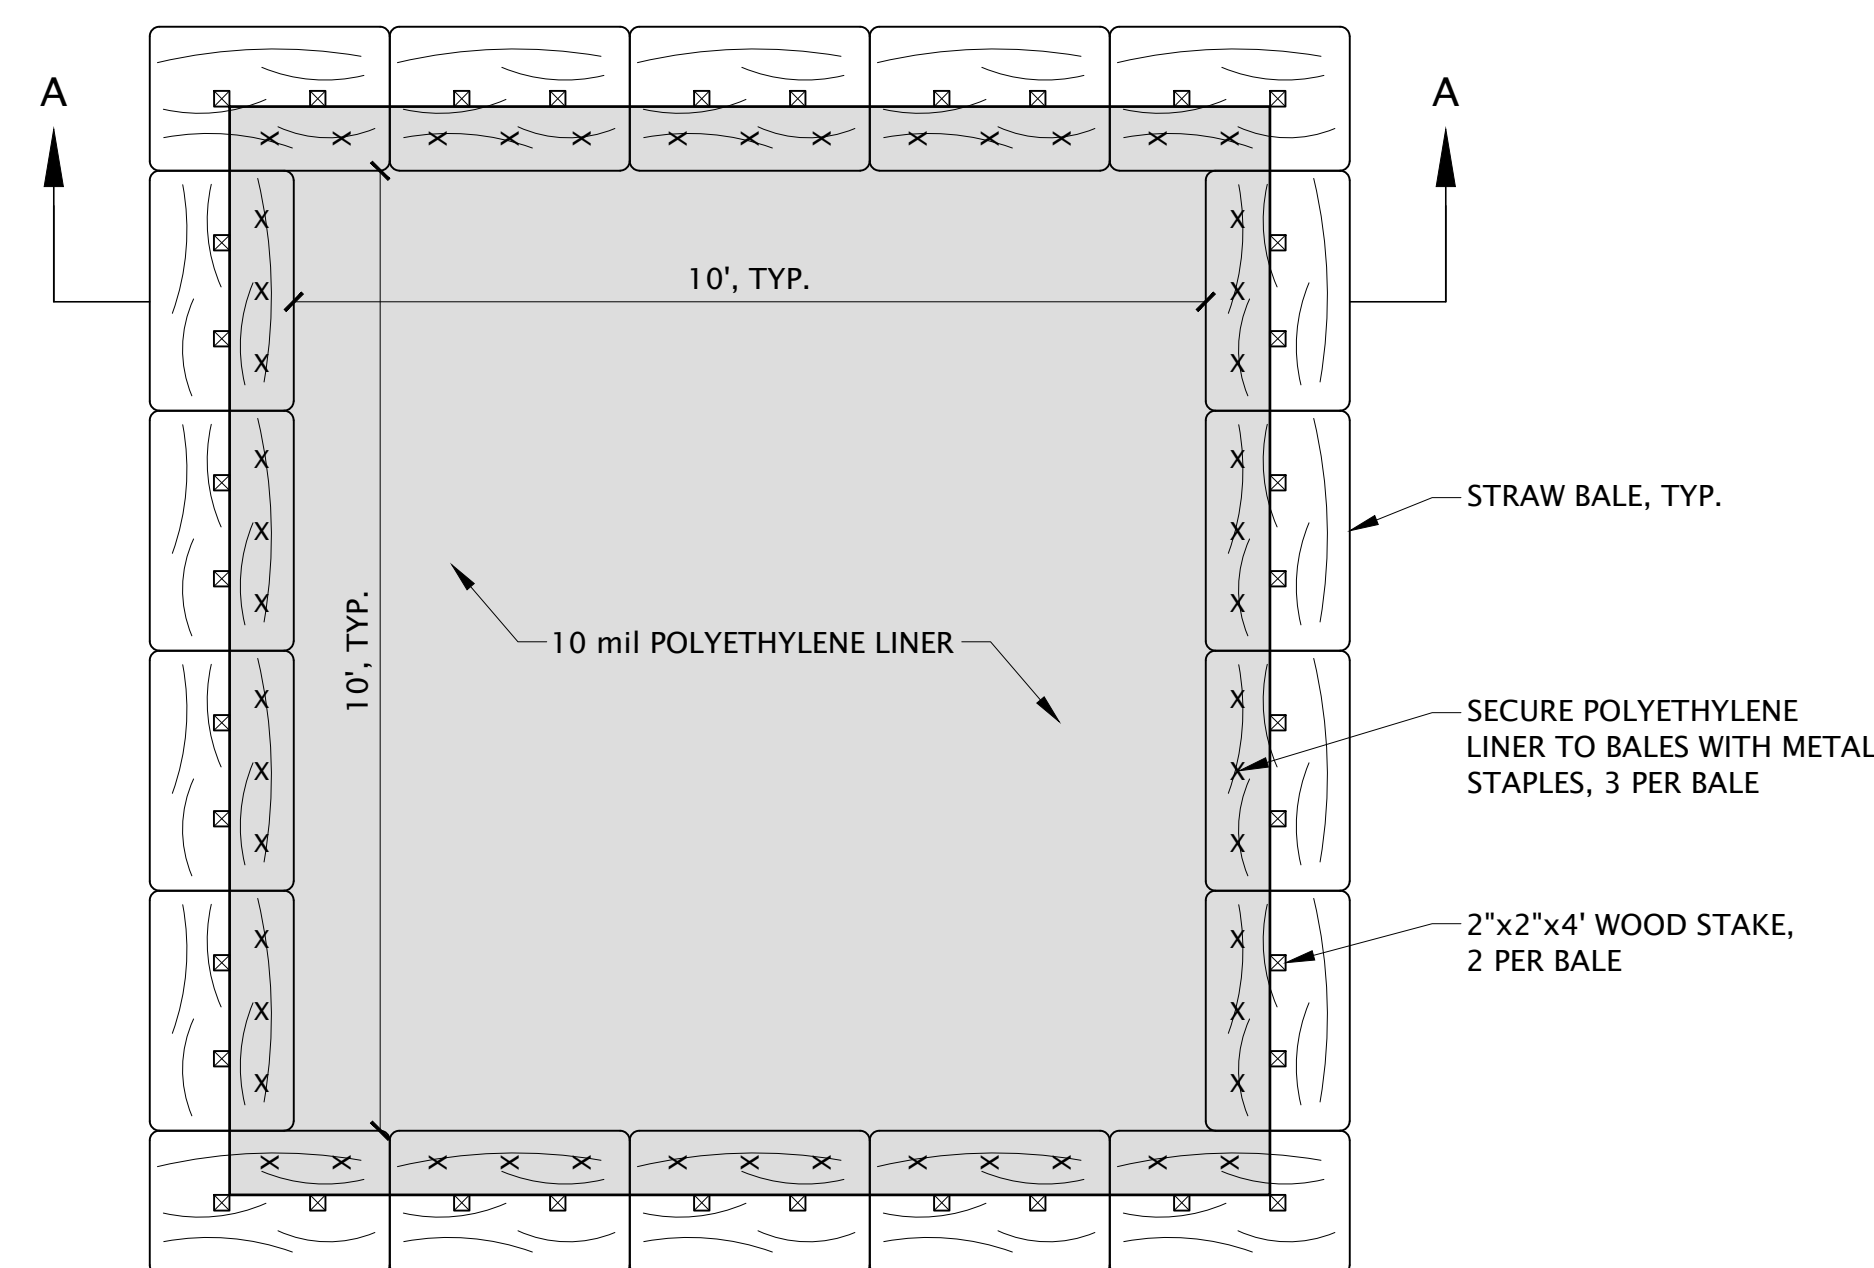 A
A
10', TYP.
STRAW BALE, TYP.
10', TYP.
10 mil POLYETHYLENE LINER
SECURE POLYETHYLENE
LINER TO BALES WITH METAL
STAPLES, 3 PER BALE
2"x2"x4' WOOD STAKE,
2 PER BALE